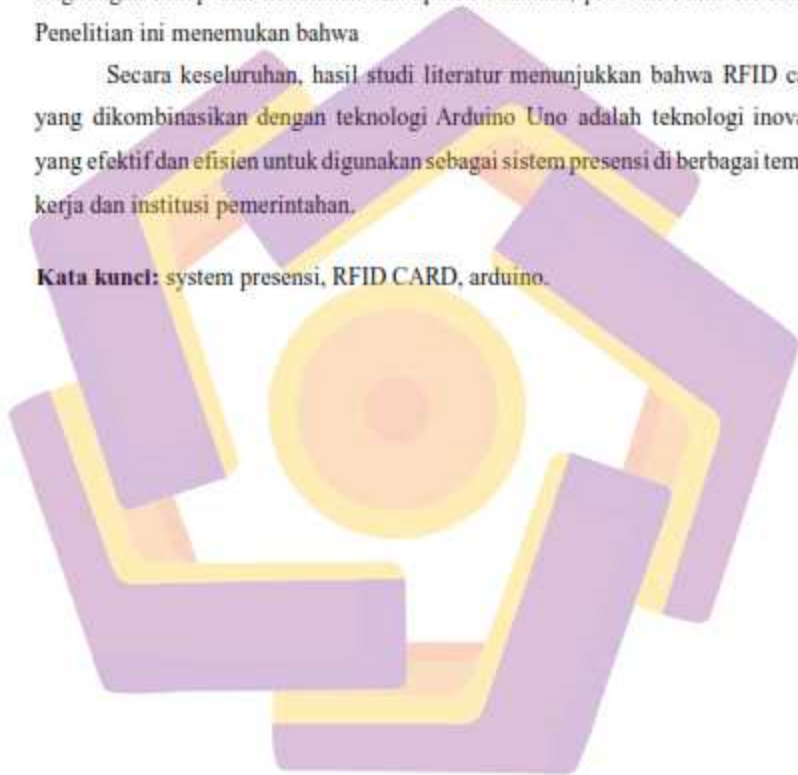 Penelitian ini menemukan bahwa
Secara keseluruhan, hasil studi literatur menunjukkan bahwa RFID
yang dikombinasikan dengan teknologi Arduino Uno adalah teknologi
yang efektif dan efisien untuk digunakan sebagai sistem presensi di berbagai
kerja dan institusi pemerintahan.
Kata kunci: system presensi, RFID CARD, arduino.